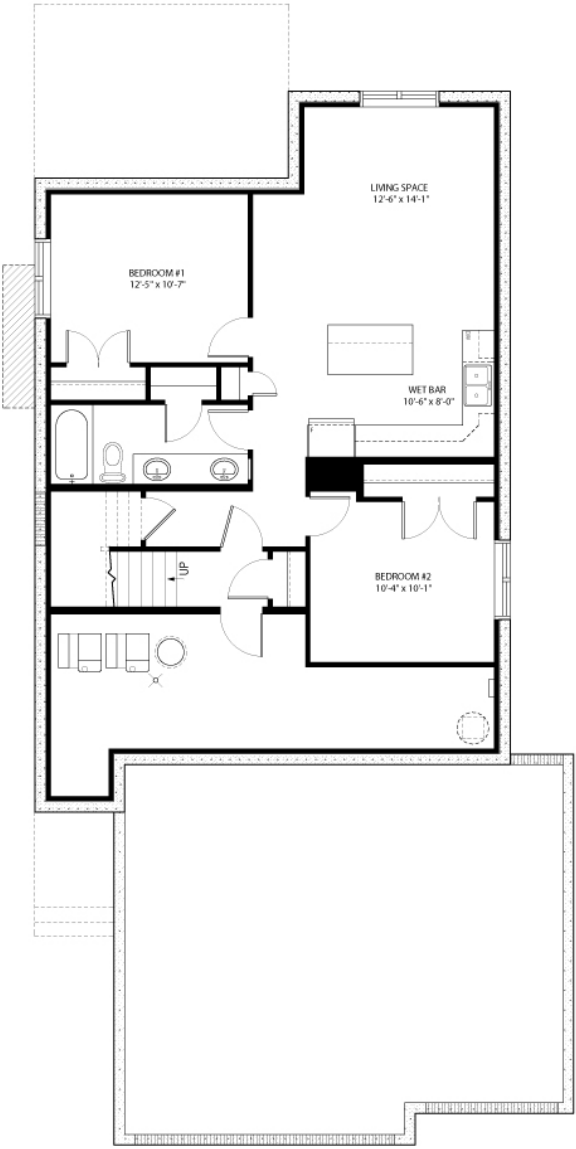 LIVING SPACE
12'-6" x 14'-1"
BEDROOM #1
12'-5" x 10'-7"
WET BAR
10'-6" x 8'-0"
UP
BEDROOM #2
10'-4" x 10'-1"